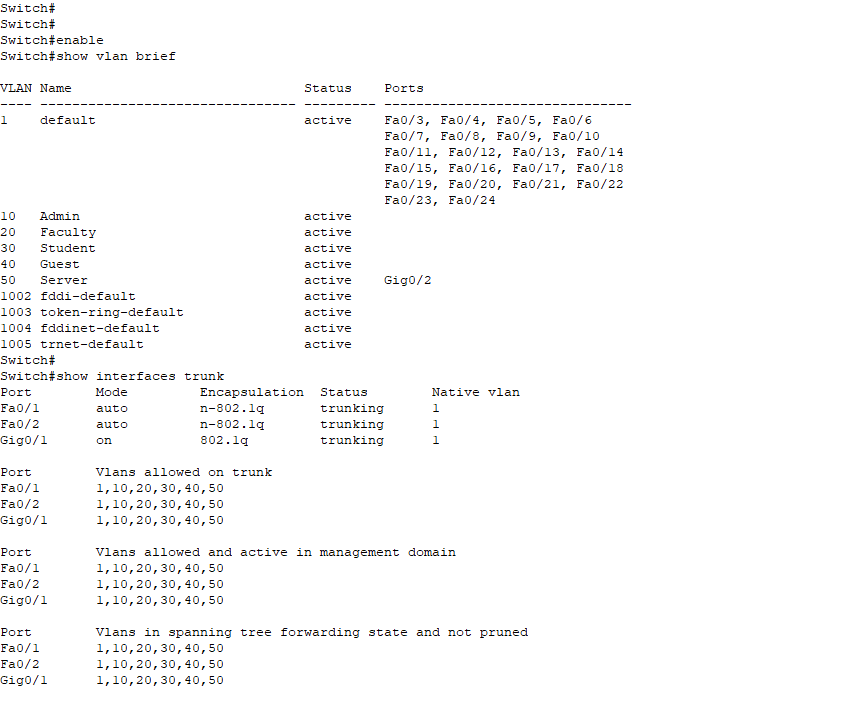 Switch#
Switch#
Switch#enable
Switch#show vlan brief
VLAN Name                             Status    Ports
---- -------------------------------- --------- -------------------------------
1    default                          active    Fa0/3, Fa0/4, Fa0/5, Fa0/6
                                                Fa0/7, Fa0/8, Fa0/9, Fa0/10
                                                Fa0/11, Fa0/12, Fa0/13, Fa0/14
                                                Fa0/15, Fa0/16, Fa0/17, Fa0/18
                                                Fa0/19, Fa0/20, Fa0/21, Fa0/22
                                                Fa0/23, Fa0/24
10   Admin                            active
20   Faculty                          active
30   Student                          active
40   Guest                            active
50   Server                           active    Gig0/2
1002 fddi-default                     active
1003 token-ring-default               active
1004 fddinet-default                  active
1005 trnet-default                    active
Switch#
Switch#show interfaces trunk
Port        Mode         Encapsulation  Status        Native vlan
Fa0/1       auto         n-802.1q       trunking      1
Fa0/2       auto         n-802.1q       trunking      1
Gig0/1      on           802.1q         trunking      1
Port        Vlans allowed on trunk
Fa0/1       1,10,20,30,40,50
Fa0/2       1,10,20,30,40,50
Gig0/1      1,10,20,30,40,50
Port        Vlans allowed and active in management domain
Fa0/1       1,10,20,30,40,50
Fa0/2       1,10,20,30,40,50
Gig0/1      1,10,20,30,40,50
Port        Vlans in spanning tree forwarding state and not pruned
Fa0/1       1,10,20,30,40,50
Fa0/2       1,10,20,30,40,50
Gig0/1      1,10,20,30,40,50